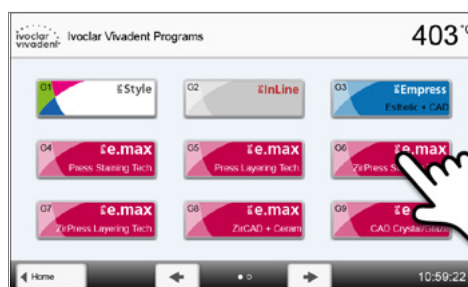 ivoclar vivadent Ivoclar Vivadent Programs 403°
G1 Style
G2 InLine
G3 Empress
Esthetic + CAD
G4 e.max
Press Staining Tech
G5 e.max
Press Layering Tech
G6 e.max
ZirPress
G7 e.max
ZirPress Layering Tech
G8 e.max
ZirCAD + Ceram
G9 e
CAD Crystal/Glaze
Home 10:59:22